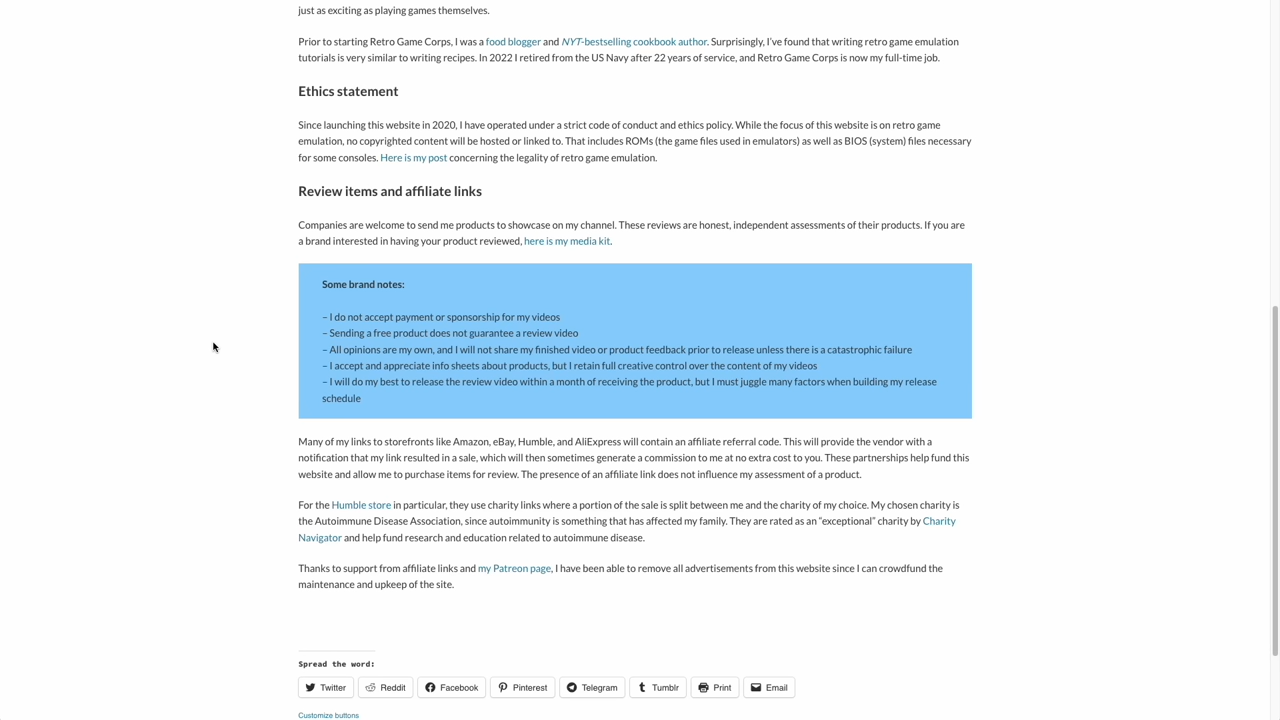 just as exciting as playing games themselves.
Prior to starting Retro Game Corps, I was a food blogger and NYT-bestselling cookbook author. Surprisingly, I've found that writing retro game emulation
tutorials is very similar to writing recipes. In 2022 I retired from the US Navy after 22 years of service, and Retro Game Corps is now my full-time job.
Ethics statement
Since launching this website in 2020, I have operated under a strict code of conduct and ethics policy. While the focus of this website is on retro game
emulation, no copyrighted content will be hosted or linked to. That includes ROMs (the game files used in emulators) as well as BIOS (system) files necessary
for some consoles. Here is my post concerning the legality of retro game emulation.
Review items and affiliate links
Companies are welcome to send me products to showcase on my channel. These reviews are honest, independent assessments of their products. If you are
a brand interested in having your product reviewed, here is my media kit.
Some brand notes:
– I do not accept payment or sponsorship for my videos
– Sending a free product does not guarantee a review video
– All opinions are my own, and I will not share my finished video or product feedback prior to release unless there is a catastrophic failure
– I accept and appreciate info sheets about products, but I retain full creative control over the content of my videos
– I will do my best to release the review video within a month of receiving the product, but I must juggle many factors when building my release
schedule
Many of my links to storefronts like Amazon, eBay, Humble, and AliExpress will contain an affiliate referral code. This will provide the vendor with a
notification that my link resulted in a sale, which will then sometimes generate a commission to me at no extra cost to you. These partnerships help fund this
website and allow me to purchase items for review. The presence of an affiliate link does not influence my assessment of a product.
For the Humble store in particular, they use charity links where a portion of the sale is split between me and the charity of my choice. My chosen charity is
the Autoimmune Disease Association, since autoimmunity is something that has affected my family. They are rated as an "exceptional" charity by Charity
Navigator and help fund research and education related to autoimmune disease.
Thanks to support from affiliate links and my Patreon page, I have been able to remove all advertisements from this website since I can crowdfund the
maintenance and upkeep of the site.
Spread the word:
Twitter Reddit Facebook Pinterest Telegram Tumblr Print Email
Customize buttons